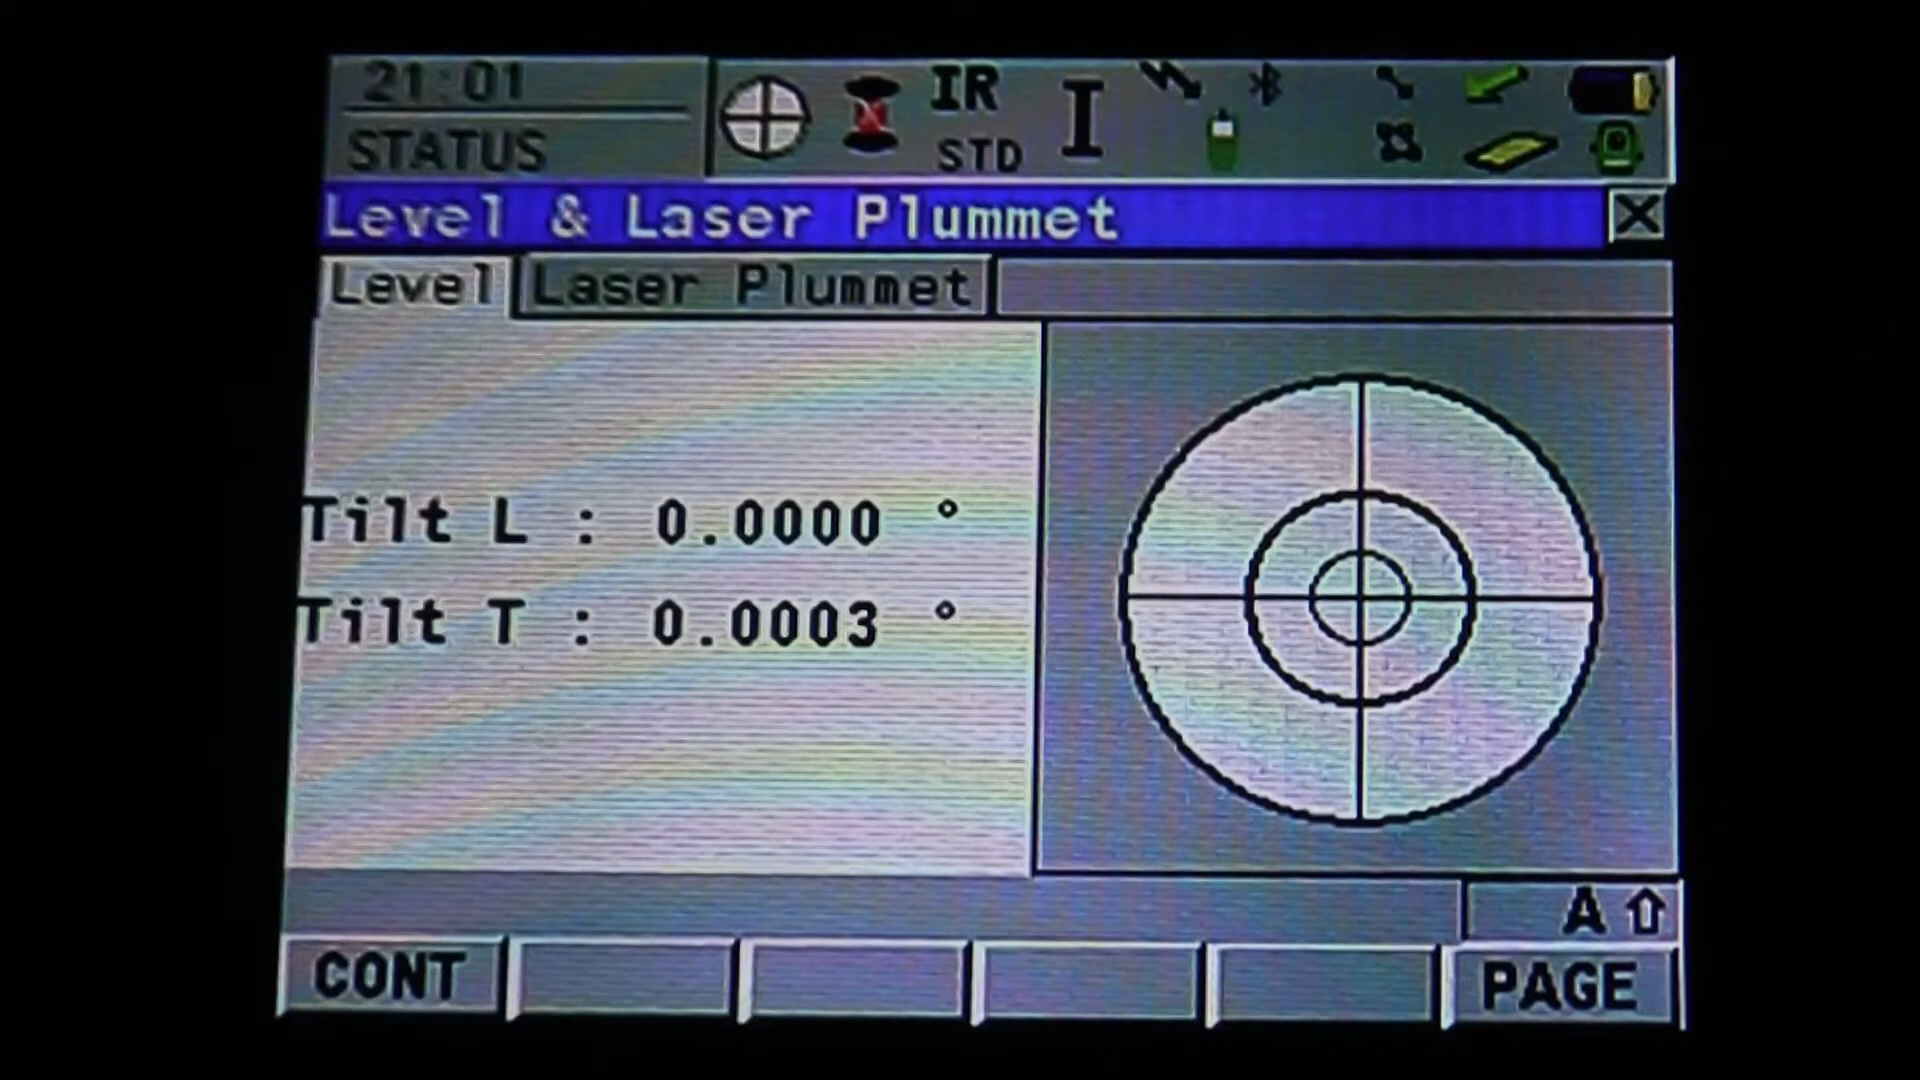 21:01
STATUS
IR
STD
I
Level & Laser Plummet
Level
Laser Plummet
Tilt L : 0.0000 °
Tilt T : 0.0003 °
A
CONT
PAGE